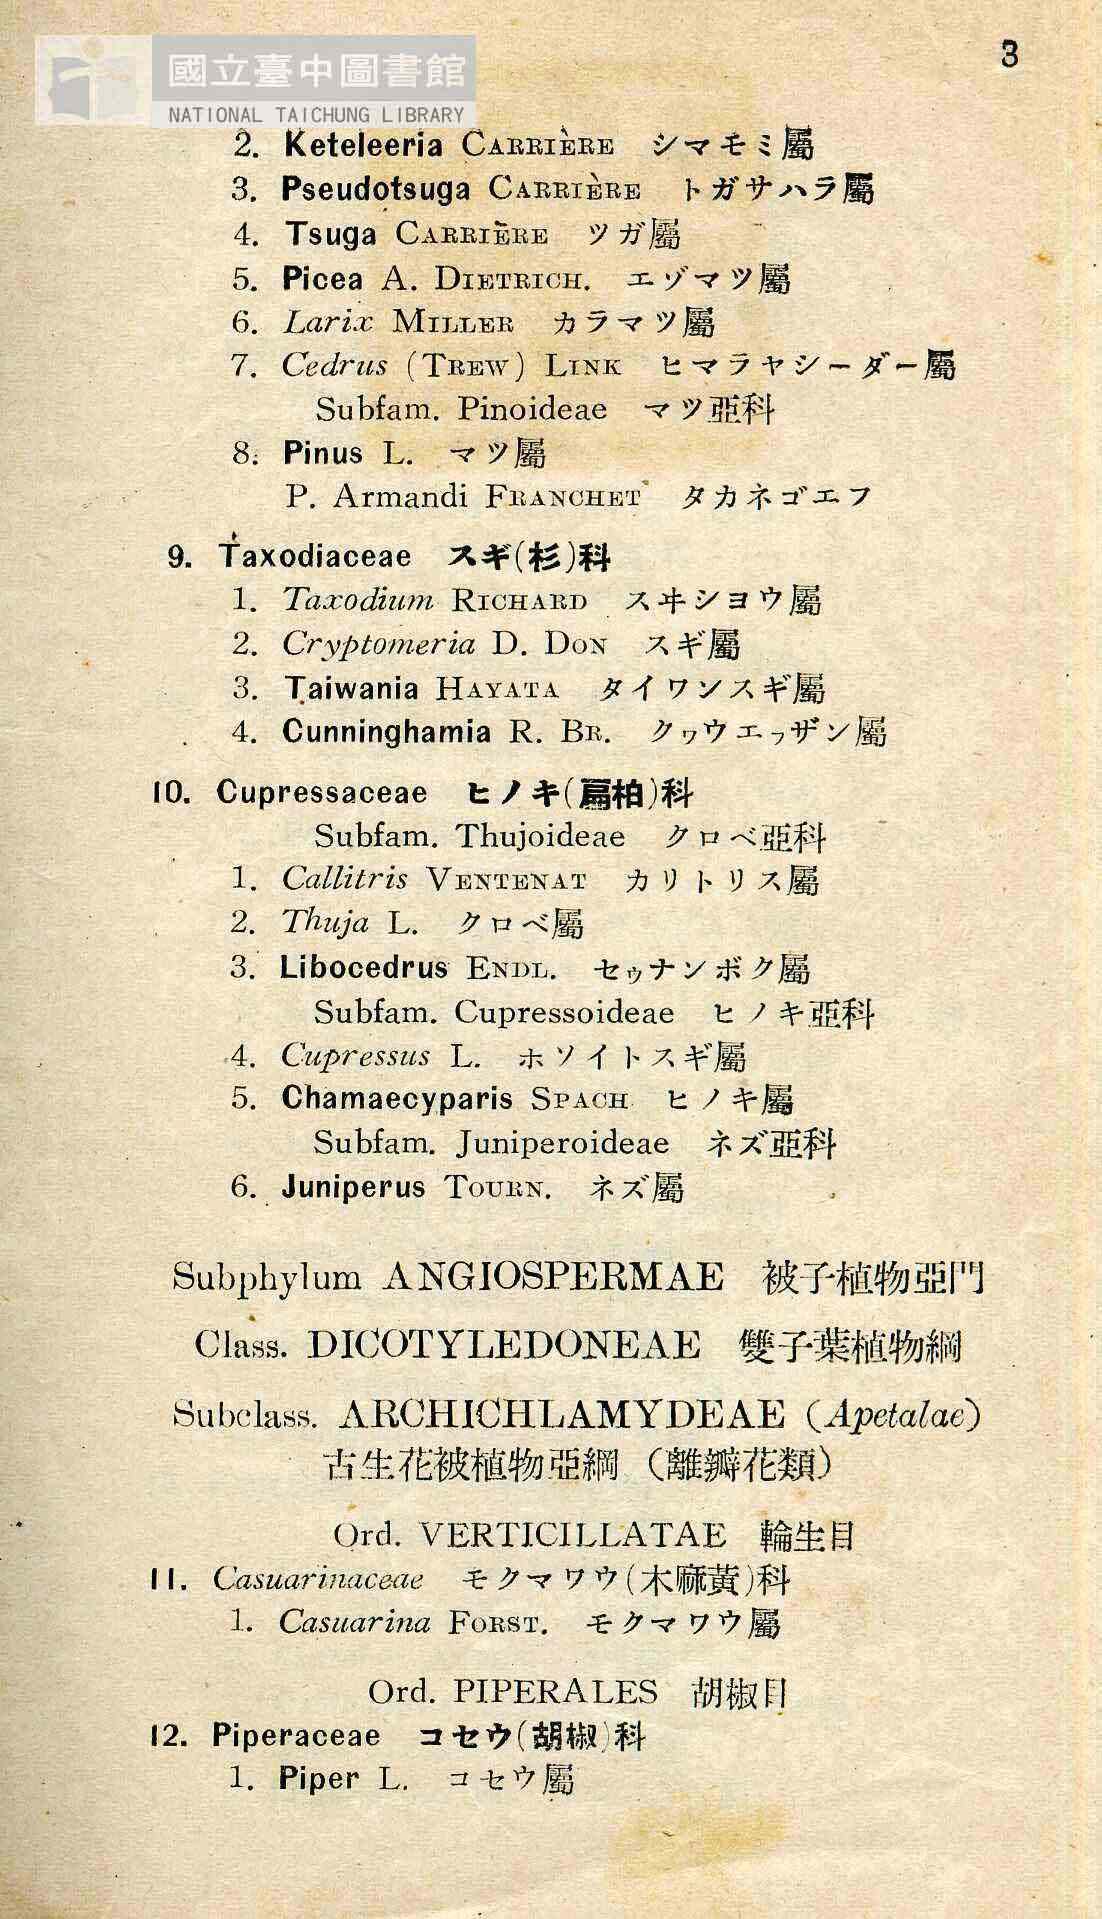 國立臺中圖書館
NATIONAL TAICHUNG LIBRARY
3
2. Keteleeria CARRIÈRE シマモミ屬
3. Pseudotsuga CARRIÈRE トガサハラ屬
4. Tsuga CARRIÈRE ツガ屬
5. Picea A. DIETRICH. エゾマツ屬
6. Larix MILLER カラマツ屬
7. Cedrus (TREW) LINK ヒマラヤシーダー屬
Subfam. Pinoideae マツ亞科
8. Pinus L. マツ屬
P. Armandi FRANCHET タカネゴエフ
9. Taxodiaceae スギ(杉)科
1. Taxodium RICHARD スヰショウ屬
2. Cryptomeria D. DON スギ屬
3. Taiwania HAYATA タイワンスギ屬
4. Cunninghamia R. BR. クヮウエフザン屬
10. Cupressaceae ヒノキ(扁柏)科
Subfam. Thujoideae クロベ亞科
1. Callitris VENTENAT カリトリス屬
2. Thuja L. クロベ屬
3. Libocedrus ENDL. セゥナンボク屬
Subfam. Cupressoideae ヒノキ亞科
4. Cupressus L. ホソイトスギ屬
5. Chamaecyparis SPACH ヒノキ屬
Subfam. Juniperoideae ネズ亞科
6. Juniperus TOURN. ネズ屬
Subphylum ANGIOSPERMAE 被子植物亞門
Class. DICOTYLEDONEAE 雙子葉植物綱
Subclass. ARCHICHLAMYDEAE (Apetalae)
古生花被植物亞綱（離瓣花類）
Ord. VERTICILLATAE 輪生目
11. Casuarinaceae モクマワウ(木麻黃)科
1. Casuarina FORST. モクマワウ屬
Ord. PIPERALES 胡椒目
12. Piperaceae コセウ(胡椒)科
1. Piper L. コセウ屬